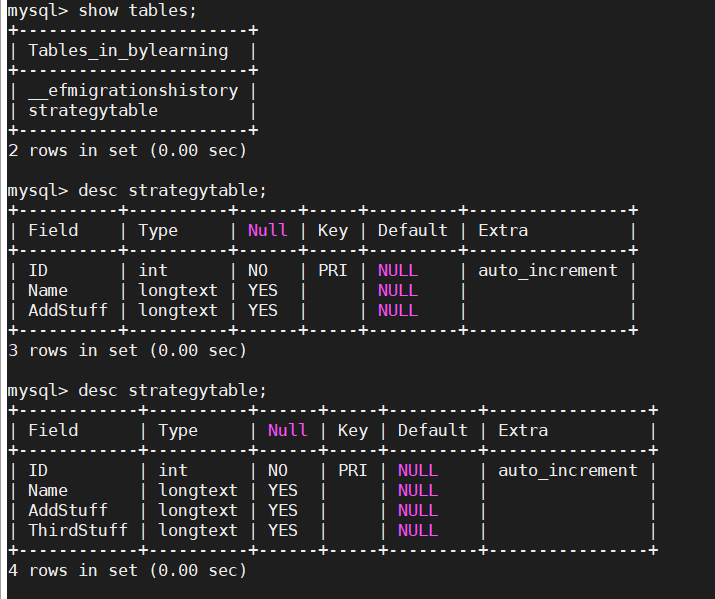 mysql> show tables;
+-----------------------+
| Tables_in_bylearning  |
+-----------------------+
| __efmigrationshistory |
| strategytable         |
+-----------------------+
2 rows in set (0.00 sec)

mysql> desc strategytable;
+----------+----------+------+-----+---------+----------------+
| Field    | Type     | Null | Key | Default | Extra          |
+----------+----------+------+-----+---------+----------------+
| ID       | int      | NO   | PRI | NULL    | auto_increment |
| Name     | longtext | YES  |     | NULL    |                |
| AddStuff | longtext | YES  |     | NULL    |                |
+----------+----------+------+-----+---------+----------------+
3 rows in set (0.00 sec)

mysql> desc strategytable;
+------------+----------+------+-----+---------+----------------+
| Field      | Type     | Null | Key | Default | Extra          |
+------------+----------+------+-----+---------+----------------+
| ID         | int      | NO   | PRI | NULL    | auto_increment |
| Name       | longtext | YES  |     | NULL    |                |
| AddStuff   | longtext | YES  |     | NULL    |                |
| ThirdStuff | longtext | YES  |     | NULL    |                |
+------------+----------+------+-----+---------+----------------+
4 rows in set (0.00 sec)